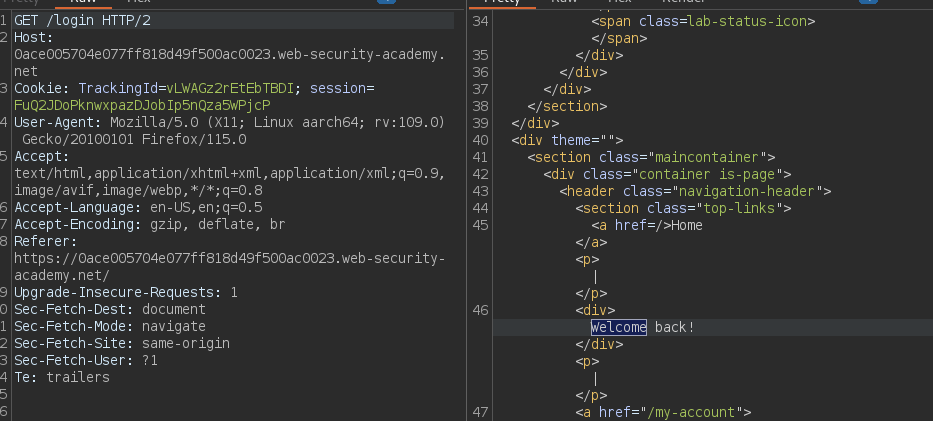 Pretty Raw Hex
1 GET /login HTTP/2
2 Host:
0ace005704e077ff818d49f500ac0023.web-security-academy.
net
3 Cookie: TrackingId=vLWAGz2rEtEbTBDI; session=
FuQ2JDoPknwxpazDJobIp5nQza5WPjcP
4 User-Agent: Mozilla/5.0 (X11; Linux aarch64; rv:109.0)
Gecko/20100101 Firefox/115.0
5 Accept:
text/html,application/xhtml+xml,application/xml;q=0.9,
image/avif,image/webp,*/*;q=0.8
6 Accept-Language: en-US,en;q=0.5
7 Accept-Encoding: gzip, deflate, br
8 Referer:
https://0ace005704e077ff818d49f500ac0023.web-security-
academy.net/
9 Upgrade-Insecure-Requests: 1
0 Sec-Fetch-Dest: document
1 Sec-Fetch-Mode: navigate
2 Sec-Fetch-Site: same-origin
3 Sec-Fetch-User: ?1
4 Te: trailers
5
6
Pretty Raw Hex Render
34 <span class=lab-status-icon>
</span>
35 </div>
36 </div>
37 </div>
38 </section>
39 </div>
40 <div theme="">
41 <section class="maincontainer">
42 <div class="container is-page">
43 <header class="navigation-header">
44 <section class="top-links">
45 <a href=/>Home
</a>
<p>
|
</p>
46 <div>
Welcome back!
</div>
<p>
|
</p>
47 <a href="/my-account">